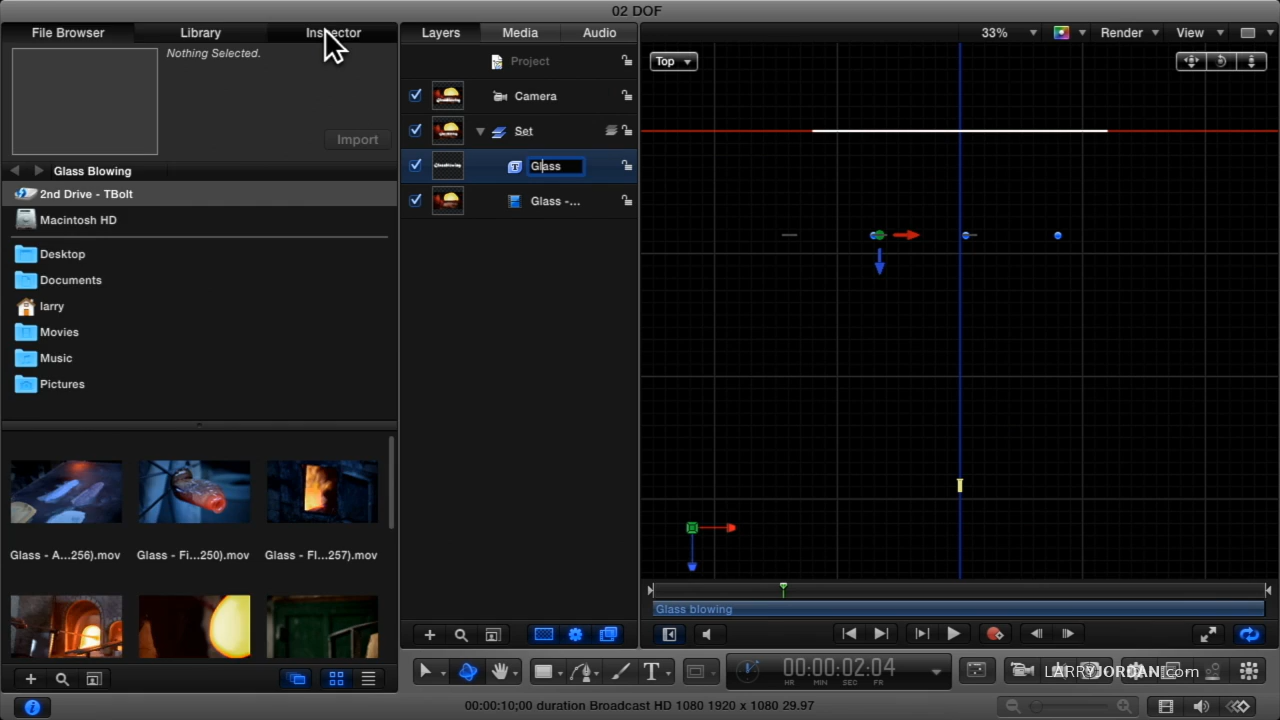 02 DOF
File Browser
Library
Inspector
Layers
Media
Audio
33%
Render
View
Nothing Selected.
Import
Project
Top
Camera
Set
Glass
Glass -...
Glass Blowing
2nd Drive - TBolt
Macintosh HD
Desktop
Documents
larry
Movies
Music
Pictures
Glass - A...256).mov
Glass - Fi...250).mov
Glass - Fl...257).mov
Glass blowing
T
00:00:02:04
HR MIN SEC FR
LARRYJORDAN.com
00:00:10;00 duration Broadcast HD 1080 1920 x 1080 29.97